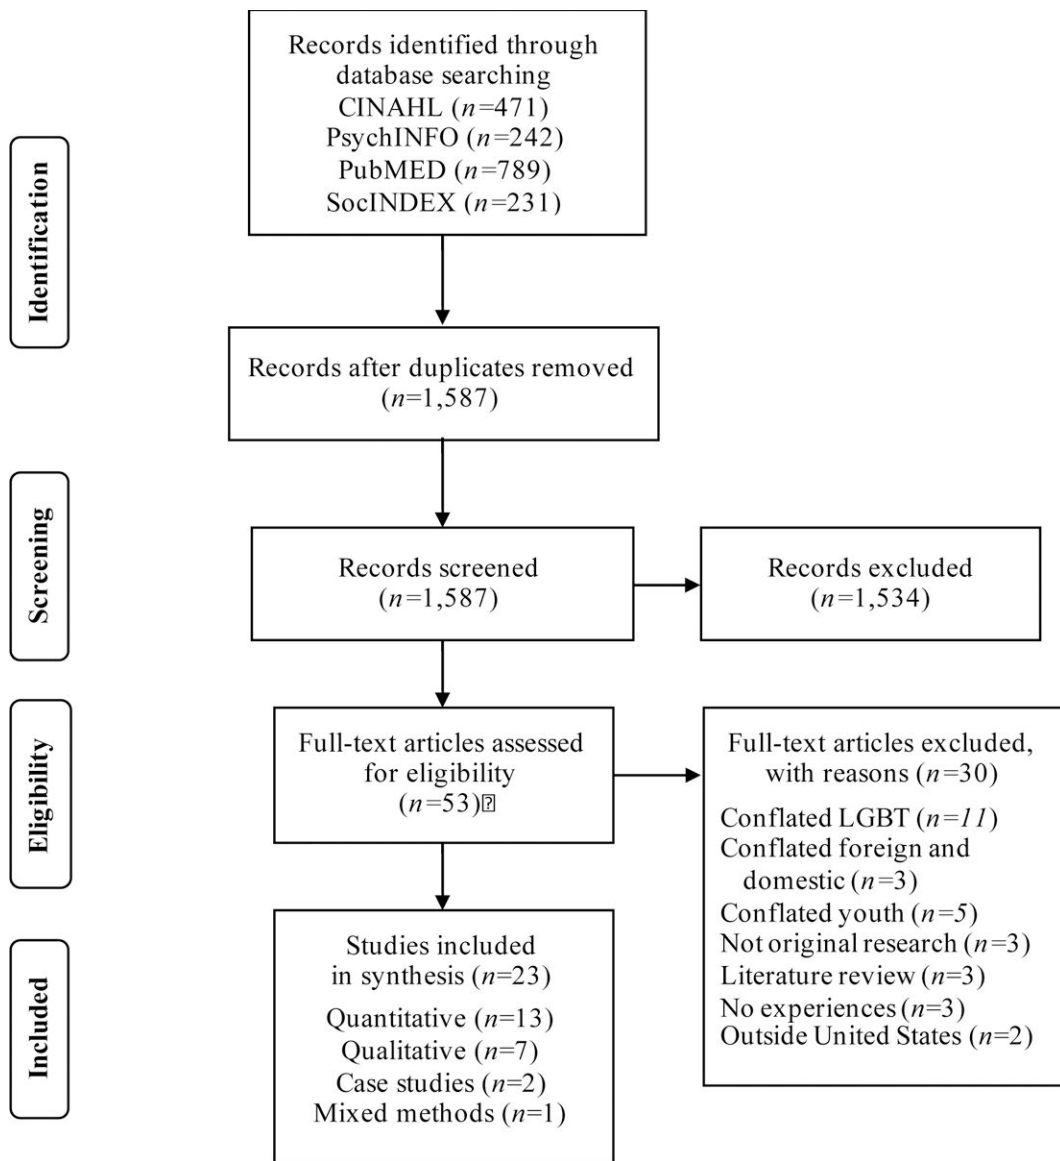 Records identified through
database searching
CINAHL (n=471)
PsychINFO (n=242)
PubMED (n=789)
SocINDEX (n=231)
Identification
Records after duplicates removed
(n=1,587)
Screening
Records screened
(n=1,587)
Records excluded
(n=1,534)
Eligibility
Full-text articles assessed
for eligibility
(n=53)
Full-text articles excluded,
with reasons (n=30)
Conflated LGBT (n=11)
Conflated foreign and
domestic (n=3)
Conflated youth (n=5)
Not original research (n=3)
Literature review (n=3)
No experiences (n=3)
Outside United States (n=2)
Included
Studies included
in synthesis (n=23)
Quantitative (n=13)
Qualitative (n=7)
Case studies (n=2)
Mixed methods (n=1)